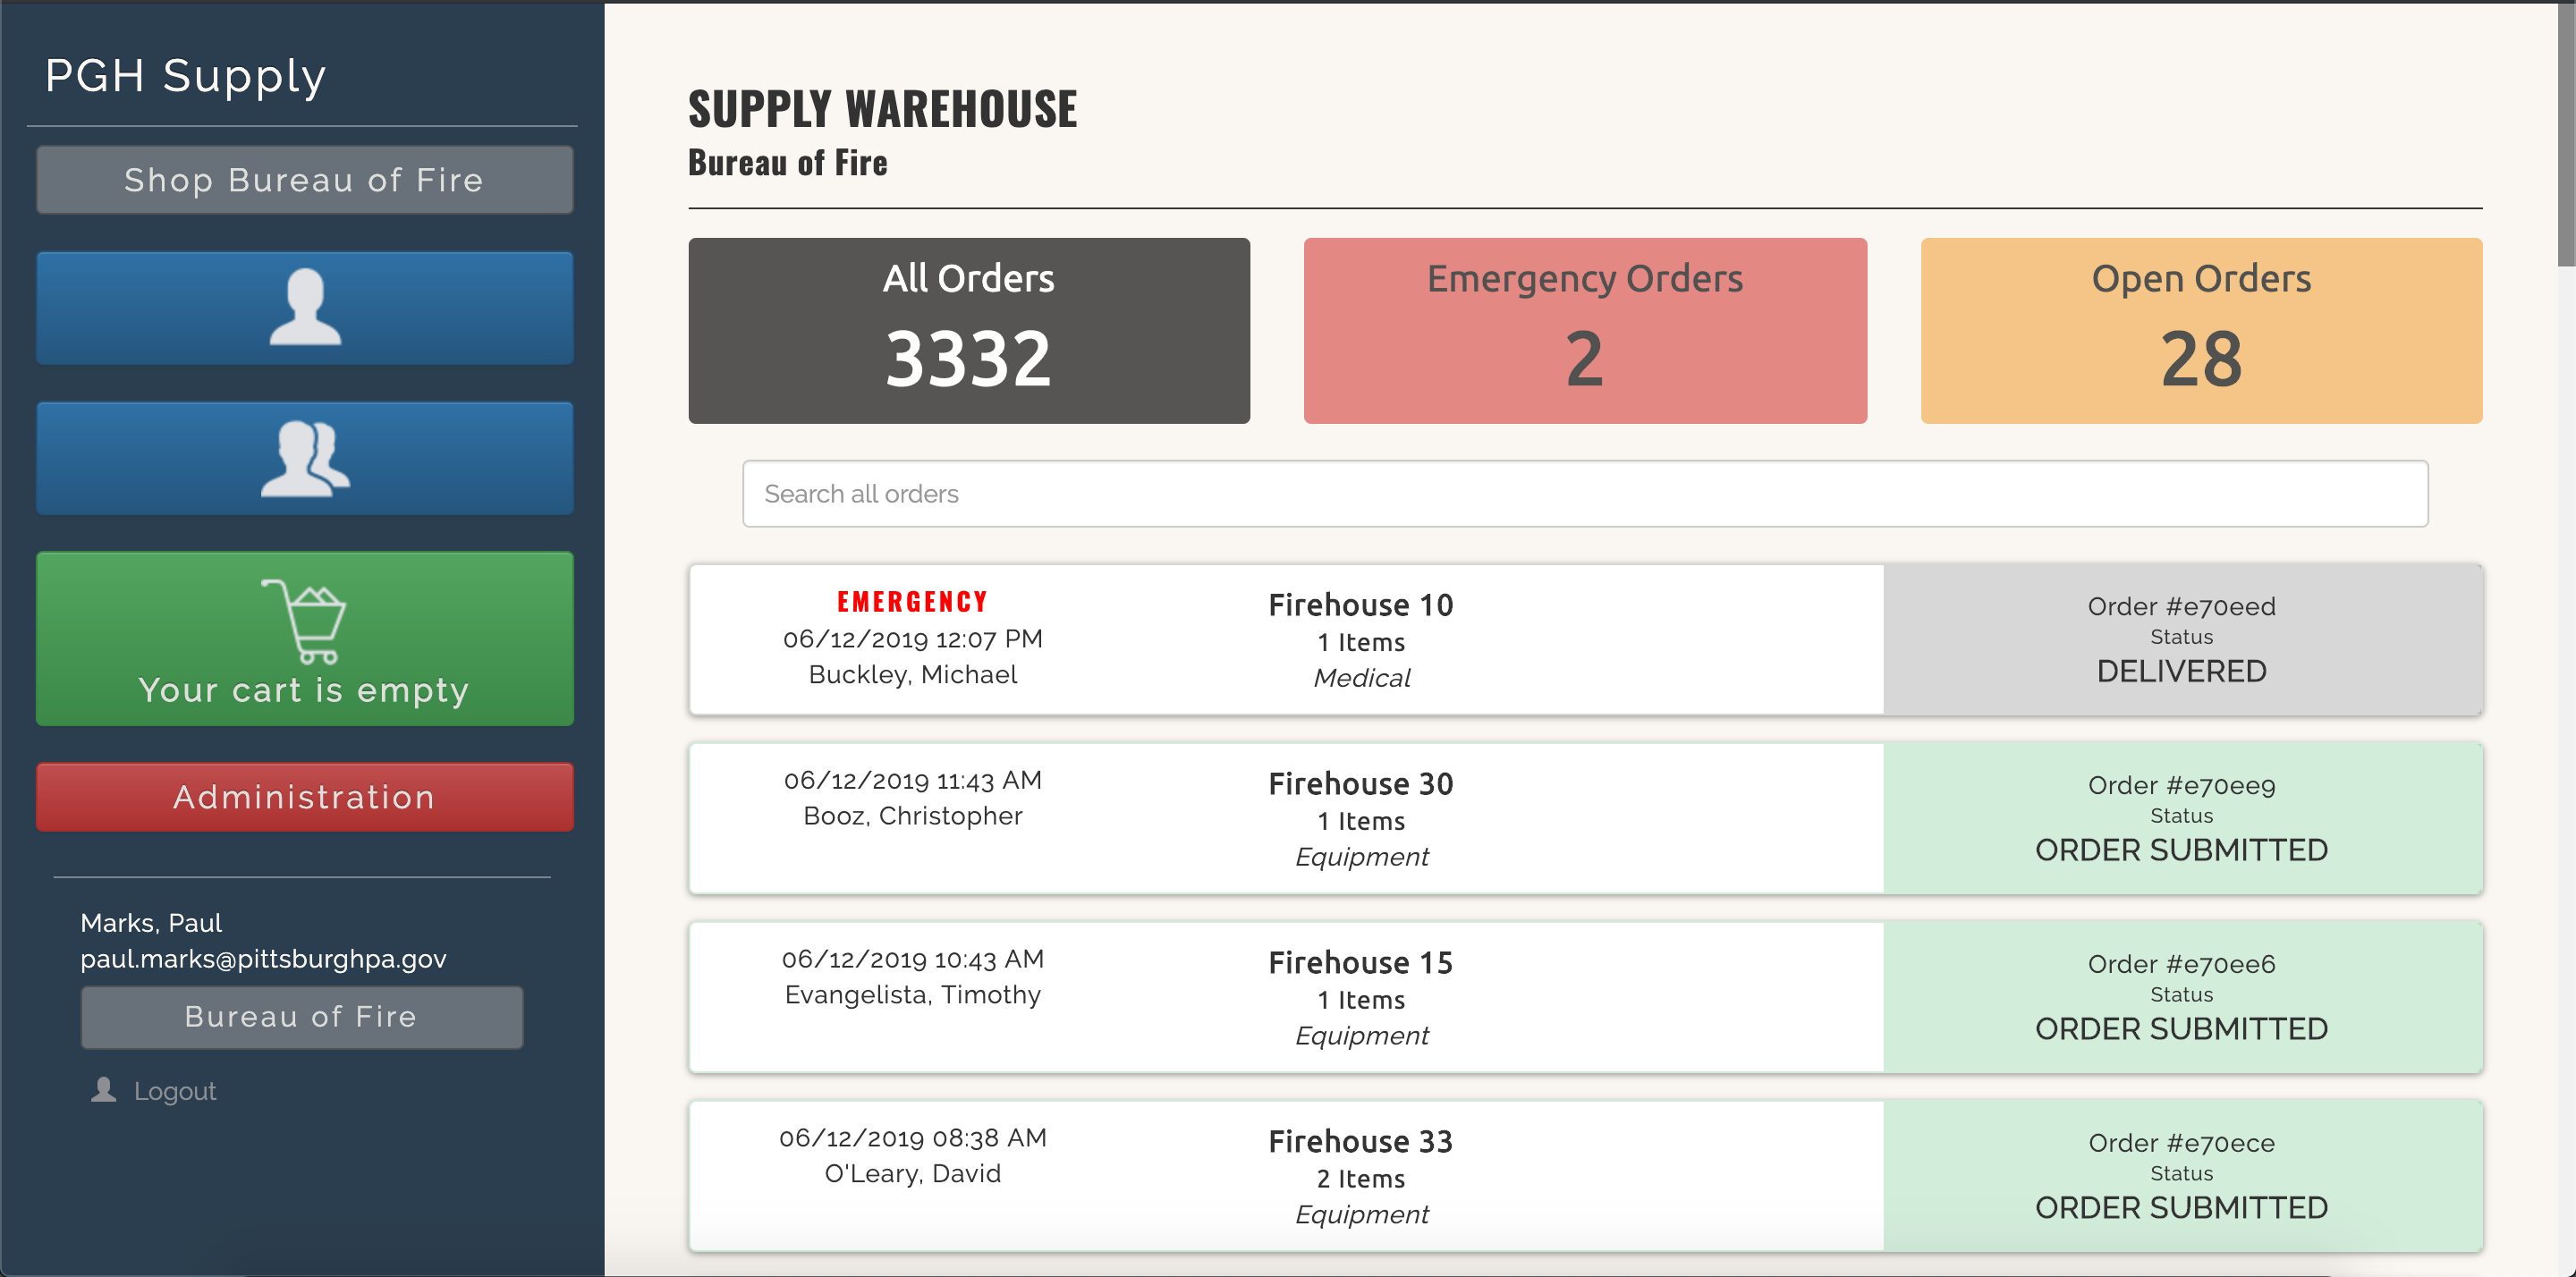 PGH Supply
Shop Bureau of Fire
Your cart is empty
Administration
Marks, Paul
paul.marks@pittsburghpa.gov
Bureau of Fire
Logout
SUPPLY WAREHOUSE
Bureau of Fire
All Orders
3332
Emergency Orders
2
Open Orders
28
Search all orders
EMERGENCY
06/12/2019 12:07 PM
Buckley, Michael
Firehouse 10
1 Items
Medical
Order #e70eed
Status
DELIVERED
06/12/2019 11:43 AM
Booz, Christopher
Firehouse 30
1 Items
Equipment
Order #e70ee9
Status
ORDER SUBMITTED
06/12/2019 10:43 AM
Evangelista, Timothy
Firehouse 15
1 Items
Equipment
Order #e70ee6
Status
ORDER SUBMITTED
06/12/2019 08:38 AM
O'Leary, David
Firehouse 33
2 Items
Equipment
Order #e70ece
Status
ORDER SUBMITTED